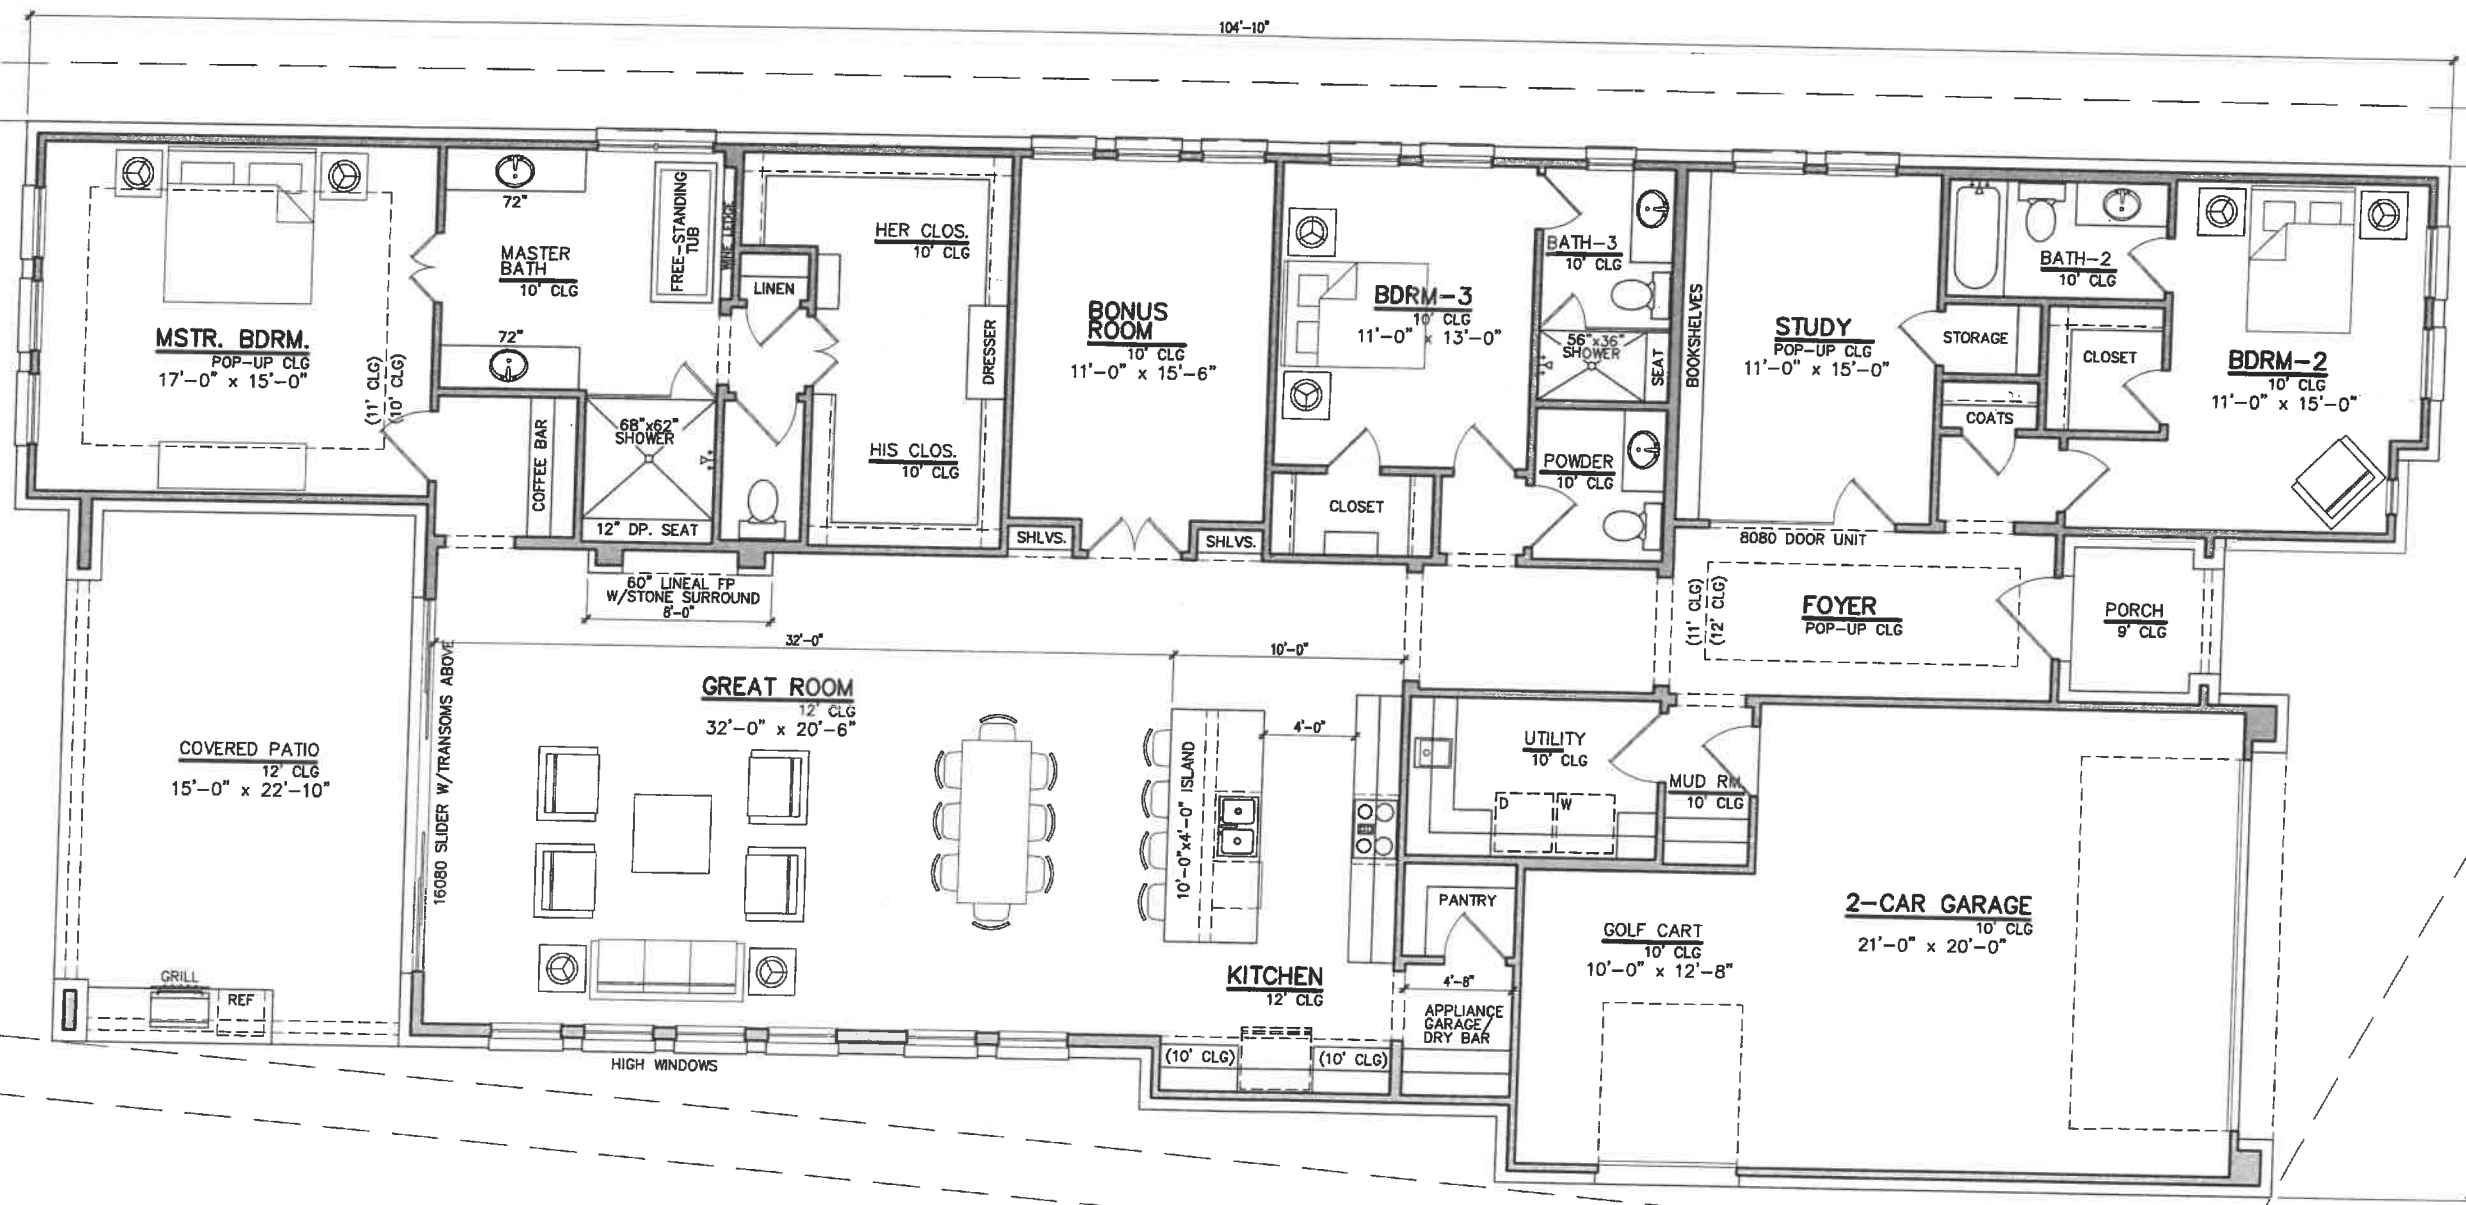 104'-10"
MSTR. BDRM.
POP-UP CLG
17'-0" x 15'-0"
(11' CLG)
(10' CLG)
72"
MASTER
BATH
10' CLG
72"
FREE-STANDING
TUB
WINE LEDGE
LINEN
HER CLOS.
10' CLG
DRESSER
HIS CLOS.
10' CLG
COFFEE BAR
68"x62"
SHOWER
12" DP. SEAT
BONUS
ROOM
10' CLG
11'-0" x 15'-6"
SHLVS.
SHLVS.
BDRM-3
10' CLG
11'-0" x 13'-0"
CLOSET
BATH-3
10' CLG
56"x36"
SHOWER
SEAT
POWDER
10' CLG
BOOKSHELVES
STUDY
POP-UP CLG
11'-0" x 15'-0"
8080 DOOR UNIT
BATH-2
10' CLG
STORAGE
COATS
CLOSET
BDRM-2
10' CLG
11'-0" x 15'-0"
60" LINEAL FP
W/STONE SURROUND
8'-0"
32'-0"
10'-0"
(11' CLG)
(12' CLG)
FOYER
POP-UP CLG
PORCH
9' CLG
COVERED PATIO
12' CLG
15'-0" x 22'-10"
GRILL
REF
16080 SLIDER W/TRANSOMS ABOVE
GREAT ROOM
12' CLG
32'-0" x 20'-6"
HIGH WINDOWS
10'-0"x4'-0" ISLAND
4'-0"
KITCHEN
12' CLG
(10' CLG)
(10' CLG)
UTILITY
10' CLG
D
W
MUD RM
10' CLG
PANTRY
4'-8"
APPLIANCE
GARAGE/
DRY BAR
GOLF CART
10' CLG
10'-0" x 12'-8"
2-CAR GARAGE
10' CLG
21'-0" x 20'-0"